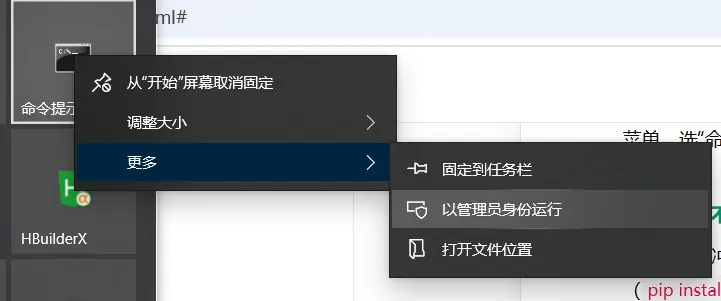 ml#
命令提示
从“开始”屏幕取消固定
调整大小
更多
固定到任务栏
以管理员身份运行
打开文件位置
HBuilderX
菜单，选“命
冲
（pip instal